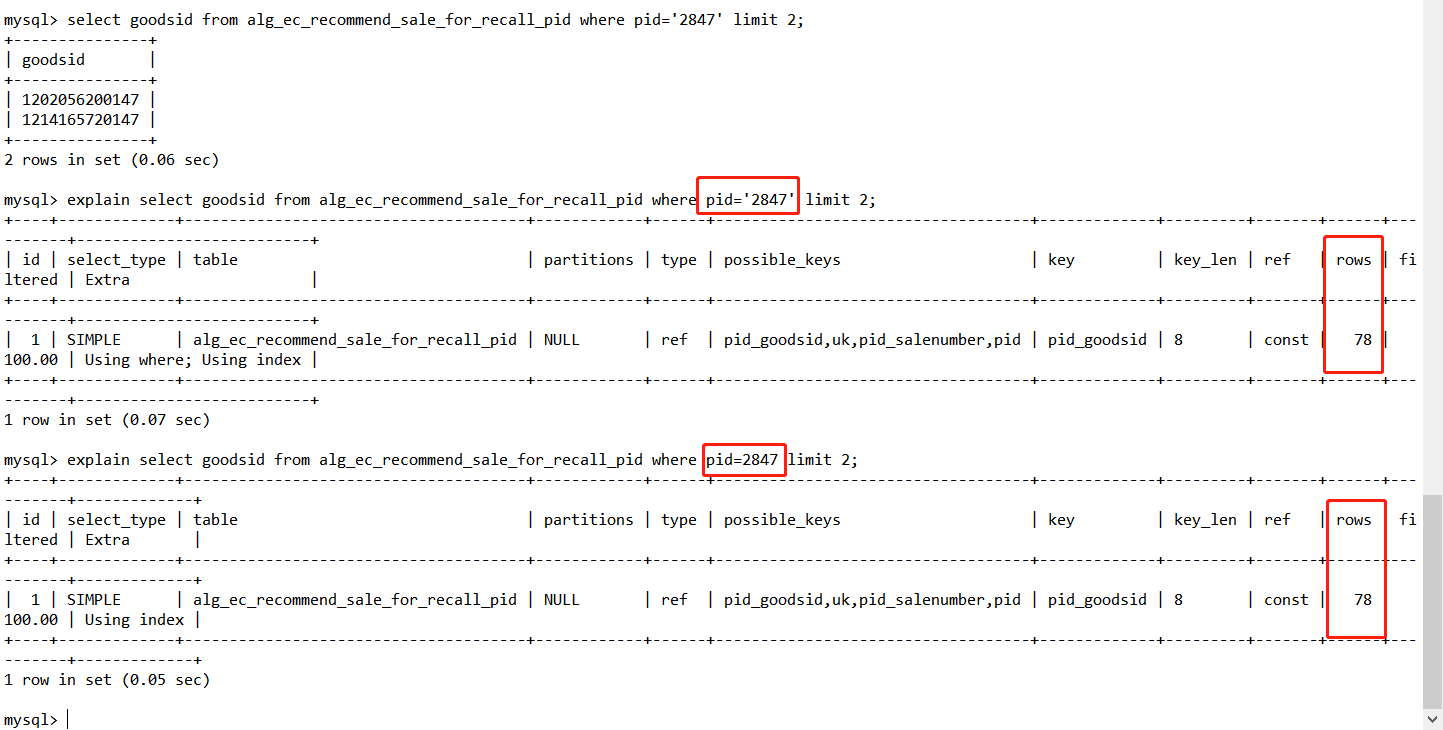 mysql> select goodsid from alg_ec_recommend_sale_for_recall_pid where pid='2847' limit 2;
+---------------+
| goodsid       |
+---------------+
| 1202056200147 |
| 1214165720147 |
+---------------+
2 rows in set (0.06 sec)
mysql> explain select goodsid from alg_ec_recommend_sale_for_recall_pid where pid='2847' limit 2;
+----+-------------+--------------------------------------+------------+------+----------------------------------+-------------+---------+-------+------+---
-------+--------------------------+
| id | select_type | table                                | partitions | type | possible_keys                    | key         | key_len | ref   | rows | fi
ltered | Extra                    |
+----+-------------+--------------------------------------+------------+------+----------------------------------+-------------+---------+-------+------+---
-------+--------------------------+
|  1 | SIMPLE      | alg_ec_recommend_sale_for_recall_pid | NULL       | ref  | pid_goodsid,uk,pid_salenumber,pid | pid_goodsid | 8       | const |   78 |
100.00 | Using where; Using index |
+----+-------------+--------------------------------------+------------+------+----------------------------------+-------------+---------+-------+------+---
-------+--------------------------+
1 row in set (0.07 sec)
mysql> explain select goodsid from alg_ec_recommend_sale_for_recall_pid where pid=2847 limit 2;
+----+-------------+--------------------------------------+------------+------+----------------------------------+-------------+---------+-------+------+---
-------+-------------+
| id | select_type | table                                | partitions | type | possible_keys                    | key         | key_len | ref   | rows | fi
ltered | Extra       |
+----+-------------+--------------------------------------+------------+------+----------------------------------+-------------+---------+-------+------+---
-------+-------------+
|  1 | SIMPLE      | alg_ec_recommend_sale_for_recall_pid | NULL       | ref  | pid_goodsid,uk,pid_salenumber,pid | pid_goodsid | 8       | const |   78 |
100.00 | Using index |
+----+-------------+--------------------------------------+------------+------+----------------------------------+-------------+---------+-------+------+---
-------+-------------+
1 row in set (0.05 sec)
mysql>